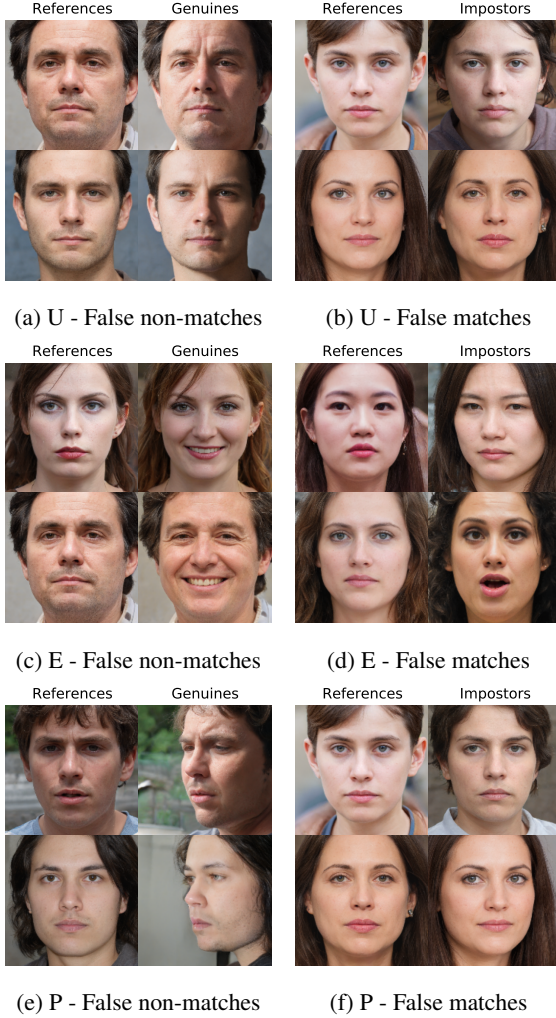 References Genuines
References Impostors
(a) U - False non-matches
(b) U - False matches
References Genuines
References Impostors
(c) E - False non-matches
(d) E - False matches
References Genuines
References Impostors
(e) P - False non-matches
(f) P - False matches